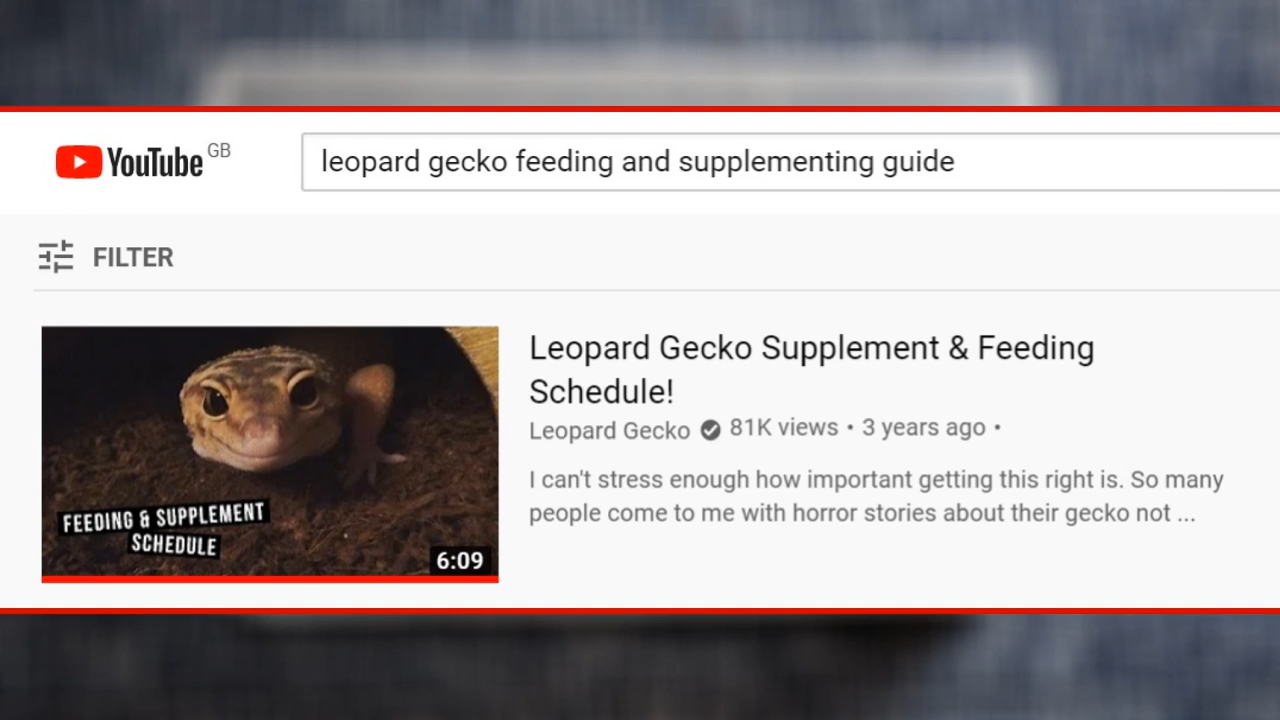 YouTube GB
leopard gecko feeding and supplementing guide
FILTER
FEEDING & SUPPLEMENT
SCHEDULE
6:09
Leopard Gecko Supplement & Feeding
Schedule!
Leopard Gecko 81K views • 3 years ago •
I can't stress enough how important getting this right is. So many
people come to me with horror stories about their gecko not ...